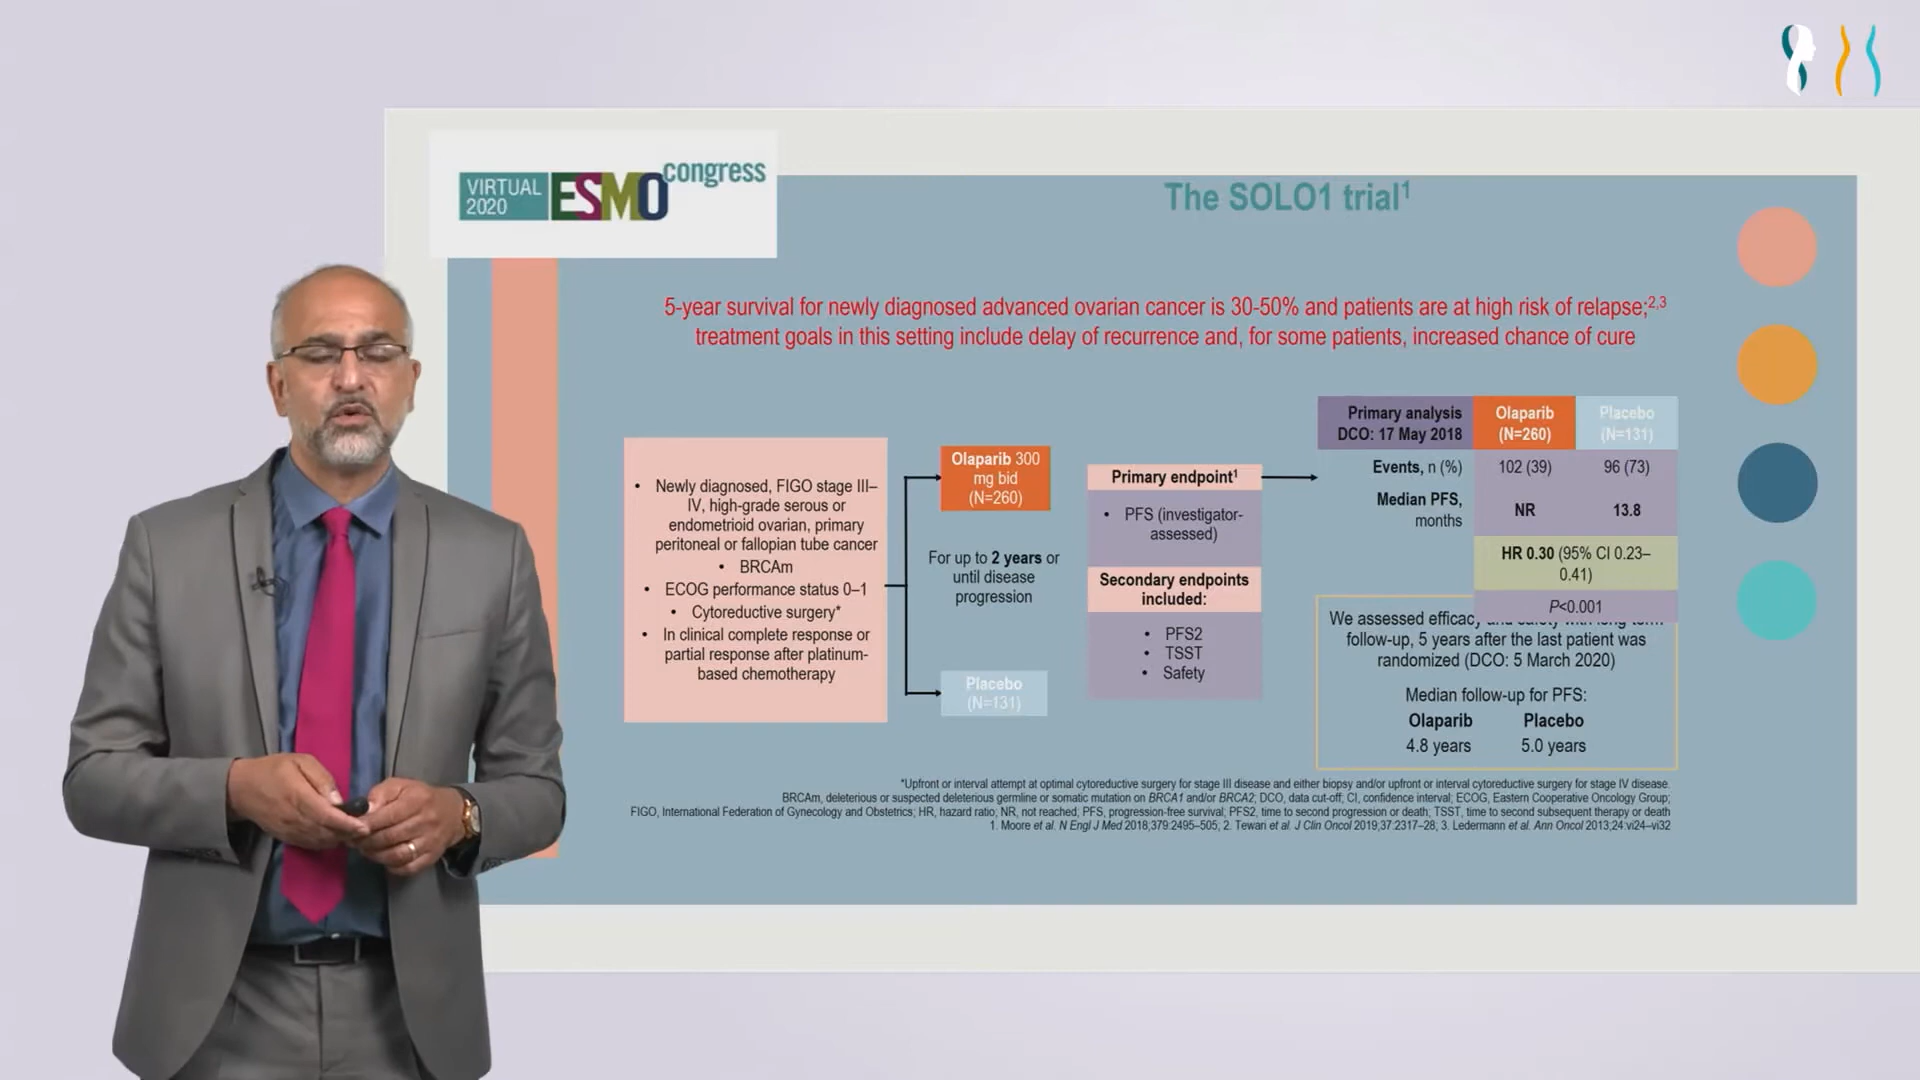 VIRTUAL
2020
ESMO
congress
The SOLO1 trial¹
5-year survival for newly diagnosed advanced ovarian cancer is 30-50% and patients are at high risk of relapse;²,³
treatment goals in this setting include delay of recurrence and, for some patients, increased chance of cure
• Newly diagnosed, FIGO stage III–
IV, high-grade serous or
endometrioid ovarian, primary
peritoneal or fallopian tube cancer
• BRCAm
• ECOG performance status 0–1
• Cytoreductive surgery*
• In clinical complete response or
partial response after platinum-
based chemotherapy
Olaparib 300
mg bid
(N=260)
For up to 2 years or
until disease
progression
Placebo
(N=131)
Primary endpoint¹
• PFS (investigator-
assessed)
Secondary endpoints
included:
• PFS2
• TSST
• Safety
Primary analysis
DCO: 17 May 2018
Olaparib
(N=260)
Placebo
(N=131)
Events, n (%) 102 (39) 96 (73)
Median PFS,
months
NR 13.8
HR 0.30 (95% CI 0.23–
0.41)
P<0.001
We assessed efficacy
follow-up, 5 years after the last patient was
randomized (DCO: 5 March 2020)
Median follow-up for PFS:
Olaparib Placebo
4.8 years 5.0 years
*Upfront or interval attempt at optimal cytoreductive surgery for stage III disease and either biopsy and/or upfront or interval cytoreductive surgery for stage IV disease.
BRCAm, deleterious or suspected deleterious germline or somatic mutation on BRCA1 and/or BRCA2; DCO, data cut-off; CI, confidence interval; ECOG, Eastern Cooperative Oncology Group;
FIGO, International Federation of Gynecology and Obstetrics; HR, hazard ratio; NR, not reached; PFS, progression-free survival; PFS2, time to second progression or death; TSST, time to second subsequent therapy or death
1. Moore et al. N Engl J Med 2018;379:2495–505; 2. Tewari et al. J Clin Oncol 2019;37:2317–28; 3. Ledermann et al. Ann Oncol 2013;24:vi24–vi32